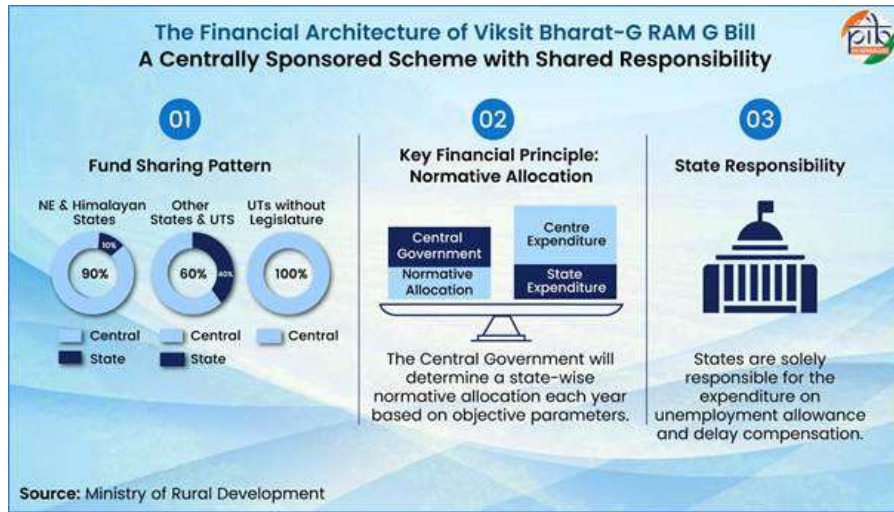 The Financial Architecture of Viksit Bharat-G RAM G Bill
A Centrally Sponsored Scheme with Shared Responsibility
pib
01
Fund Sharing Pattern
NE & Himalayan
States
10%
90%
Central
State
Other
States & UTS
60%
40%
Central
State
UTs without
Legislature
100%
Central
02
Key Financial Principle:
Normative Allocation
Central
Government
Normative
Allocation
Centre
Expenditure
State
Expenditure
The Central Government will
determine a state-wise
normative allocation each year
based on objective parameters.
03
State Responsibility
States are solely
responsible for the
expenditure on
unemployment allowance
and delay compensation.
Source: Ministry of Rural Development